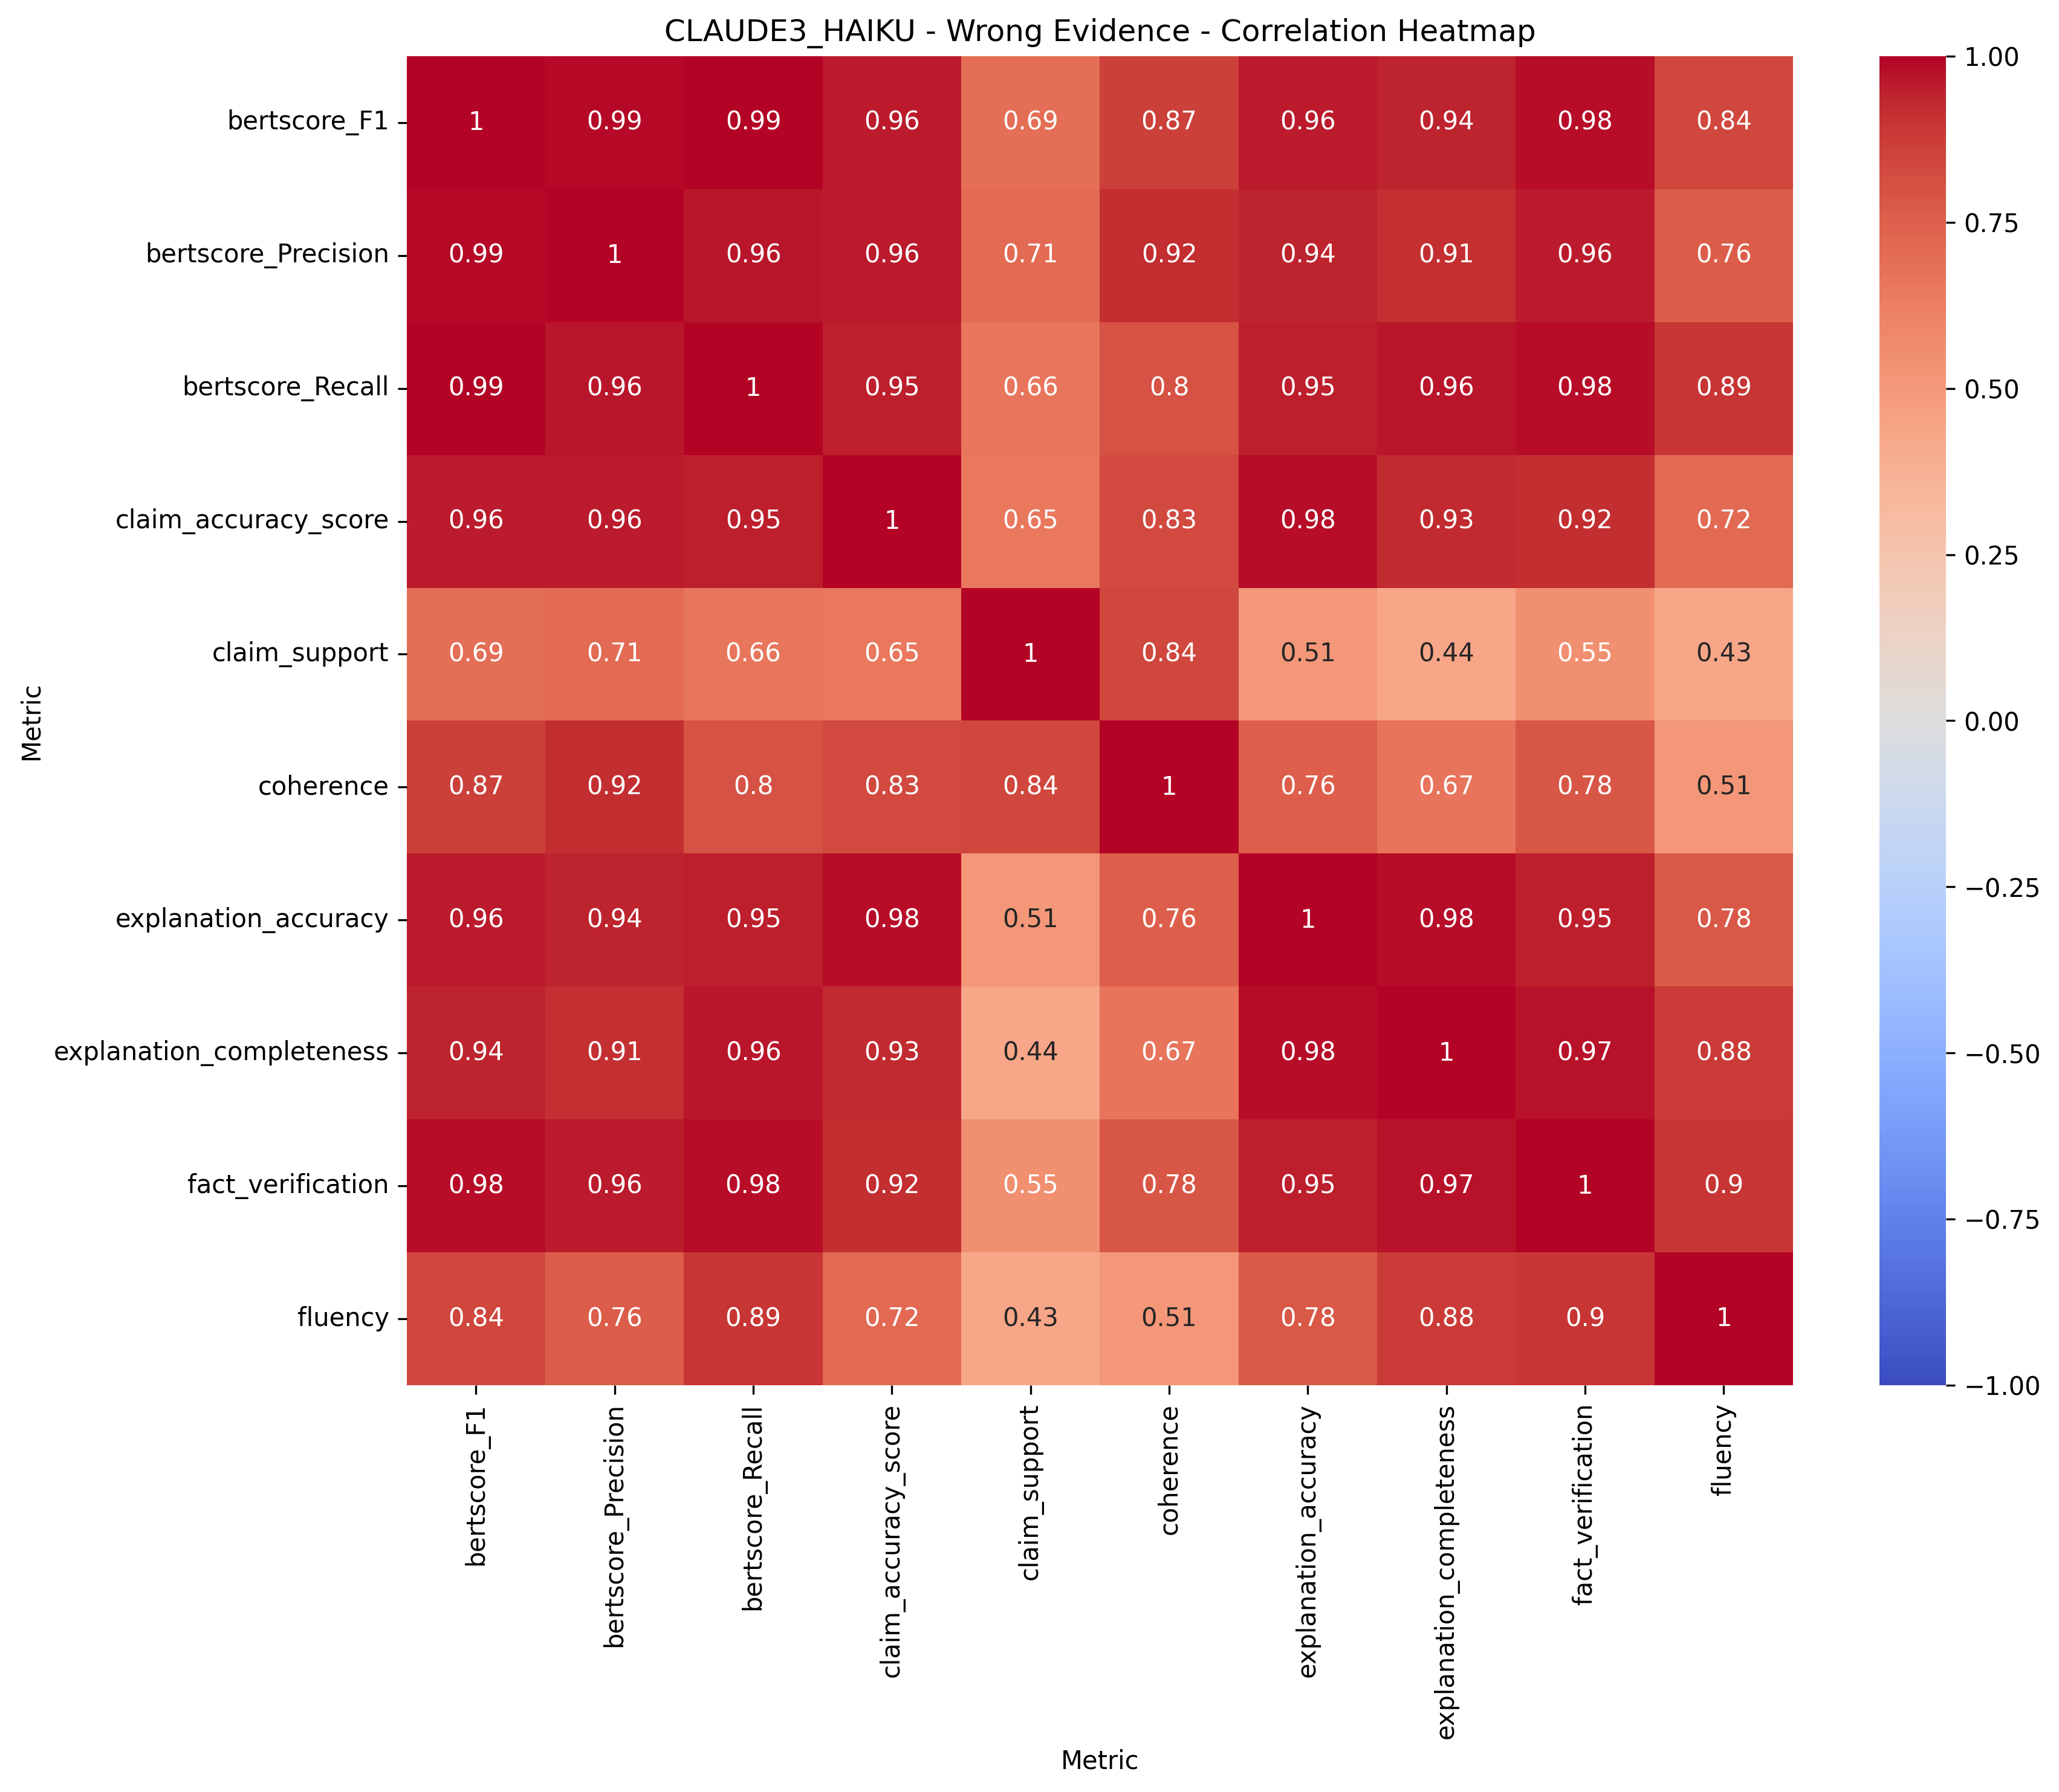 CLAUDE3_HAIKU - Wrong Evidence - Correlation Heatmap
Metric
bertscore_F1 1 0.99 0.99 0.96 0.69 0.87 0.96 0.94 0.98 0.84
bertscore_Precision 0.99 1 0.96 0.96 0.71 0.92 0.94 0.91 0.96 0.76
bertscore_Recall 0.99 0.96 1 0.95 0.66 0.8 0.95 0.96 0.98 0.89
claim_accuracy_score 0.96 0.96 0.95 1 0.65 0.83 0.98 0.93 0.92 0.72
claim_support 0.69 0.71 0.66 0.65 1 0.84 0.51 0.44 0.55 0.43
coherence 0.87 0.92 0.8 0.83 0.84 1 0.76 0.67 0.78 0.51
explanation_accuracy 0.96 0.94 0.95 0.98 0.51 0.76 1 0.98 0.95 0.78
explanation_completeness 0.94 0.91 0.96 0.93 0.44 0.67 0.98 1 0.97 0.88
fact_verification 0.98 0.96 0.98 0.92 0.55 0.78 0.95 0.97 1 0.9
fluency 0.84 0.76 0.89 0.72 0.43 0.51 0.78 0.88 0.9 1
bertscore_F1
bertscore_Precision
bertscore_Recall
claim_accuracy_score
claim_support
coherence
explanation_accuracy
explanation_completeness
fact_verification
fluency
Metric
1.00
0.75
0.50
0.25
0.00
−0.25
−0.50
−0.75
−1.00